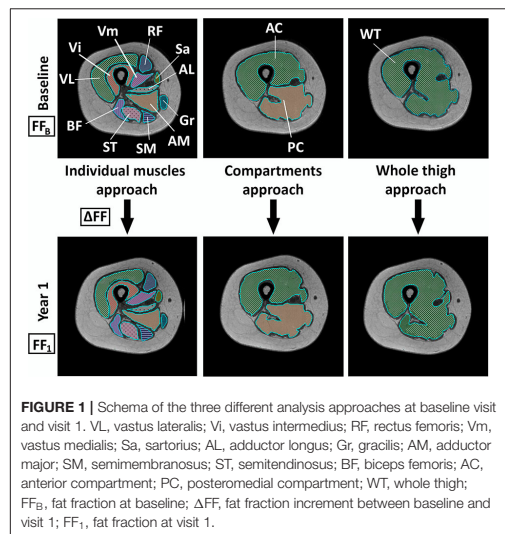 Vm
RF
Sa
AL
Vi
VL
Baseline
FFB
BF
ST
SM
AM
Gr
AC
PC
WT
Individual muscles
approach
Compartments
approach
Whole thigh
approach
ΔFF
Year 1
FF1
FIGURE 1 | Schema of the three different analysis approaches at baseline visit
and visit 1. VL, vastus lateralis; Vi, vastus intermedius; RF, rectus femoris; Vm,
vastus medialis; Sa, sartorius; AL, adductor longus; Gr, gracilis; AM, adductor
major; SM, semimembranosus; ST, semitendinosus; BF, biceps femoris; AC,
anterior compartment; PC, posteromedial compartment; WT, whole thigh;
FFB, fat fraction at baseline; ΔFF, fat fraction increment between baseline and
visit 1; FF1, fat fraction at visit 1.